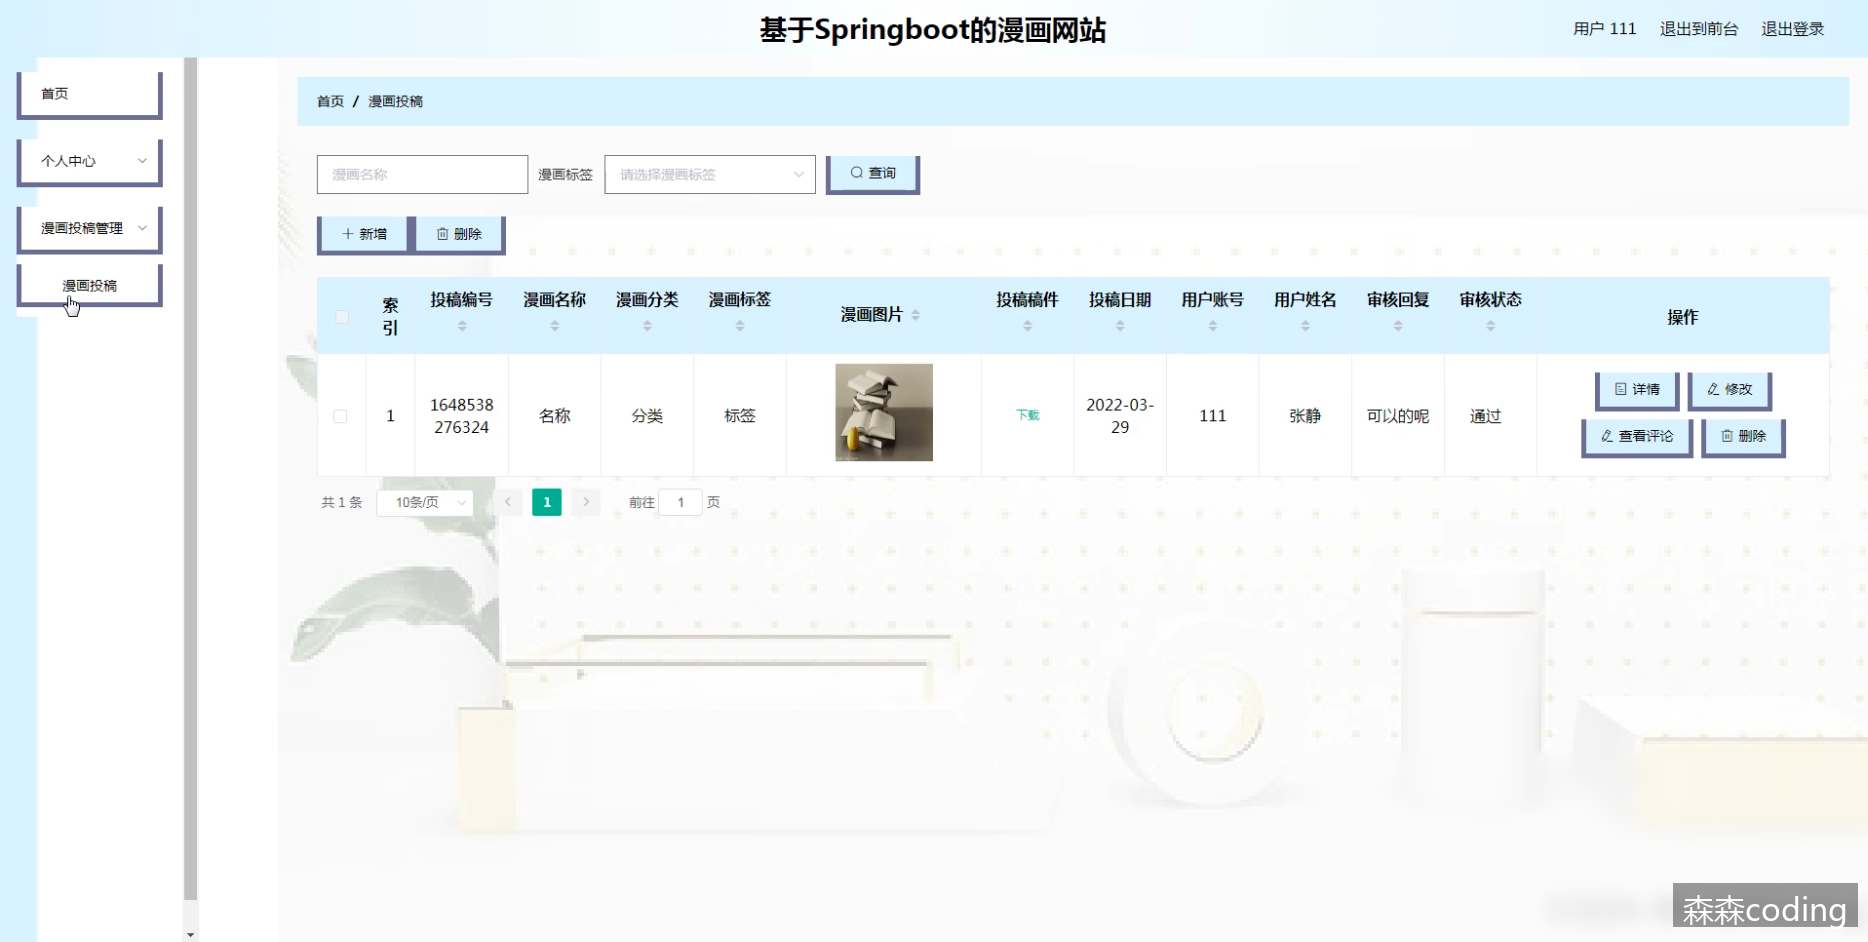 基于Springboot的漫画网站
用户 111 退出到前台 退出登录
首页
个人中心
漫画投稿管理
漫画投稿
首页 / 漫画投稿
漫画名称 漫画标签 请选择漫画标签 查询
新增 删除
索引 投稿编号 漫画名称 漫画分类 漫画标签 漫画图片 投稿稿件 投稿日期 用户账号 用户姓名 审核回复 审核状态 操作
1 1648538276324 名称 分类 标签 下载 2022-03-29 111 张静 可以的呢 通过 详情 修改
查看评论 删除
共 1 条 10条/页 1 前往 1 页
森森coding